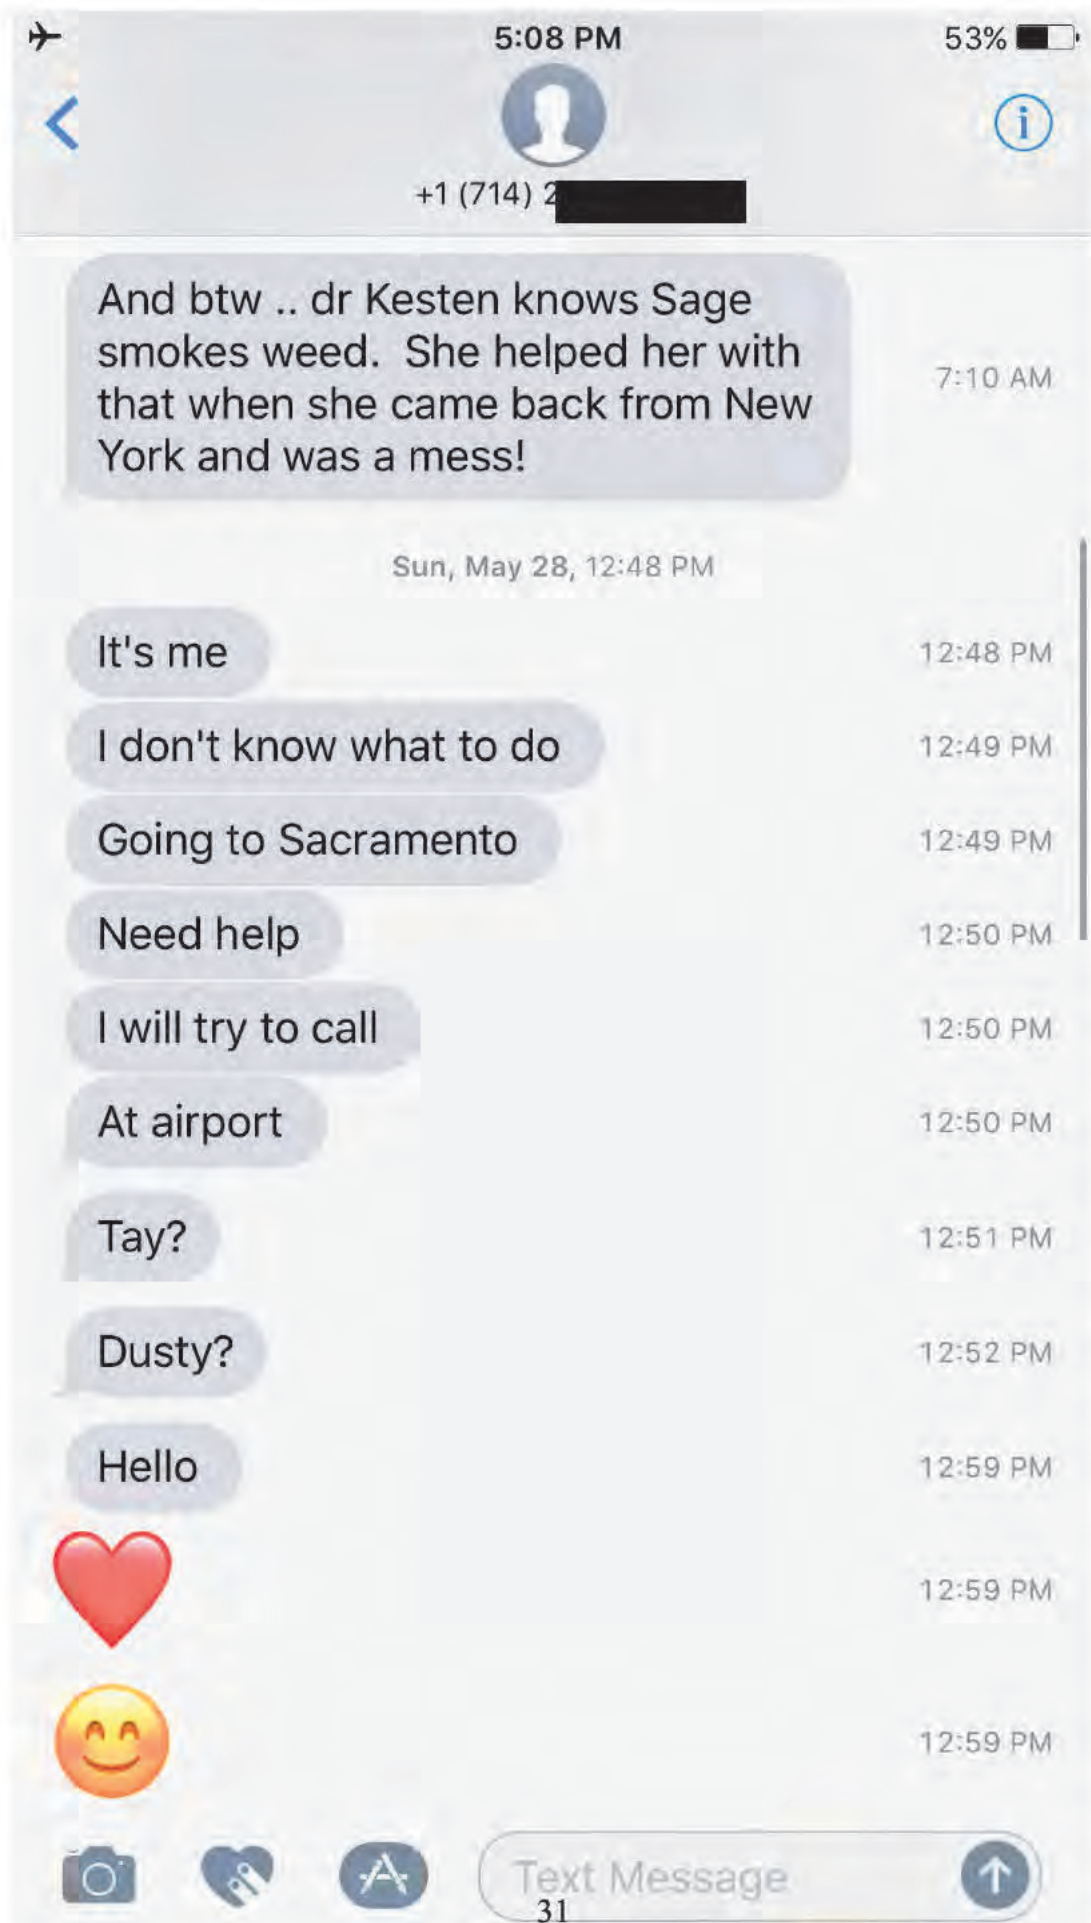 5:08 PM 53%
+1 (714) 2
And btw .. dr Kesten knows Sage
smokes weed.  She helped her with
that when she came back from New
York and was a mess!
7:10 AM
Sun, May 28, 12:48 PM
It's me 12:48 PM
I don't know what to do 12:49 PM
Going to Sacramento 12:49 PM
Need help 12:50 PM
I will try to call 12:50 PM
At airport 12:50 PM
Tay? 12:51 PM
Dusty? 12:52 PM
Hello 12:59 PM
❤️ 12:59 PM
😊 12:59 PM
Text Message
31